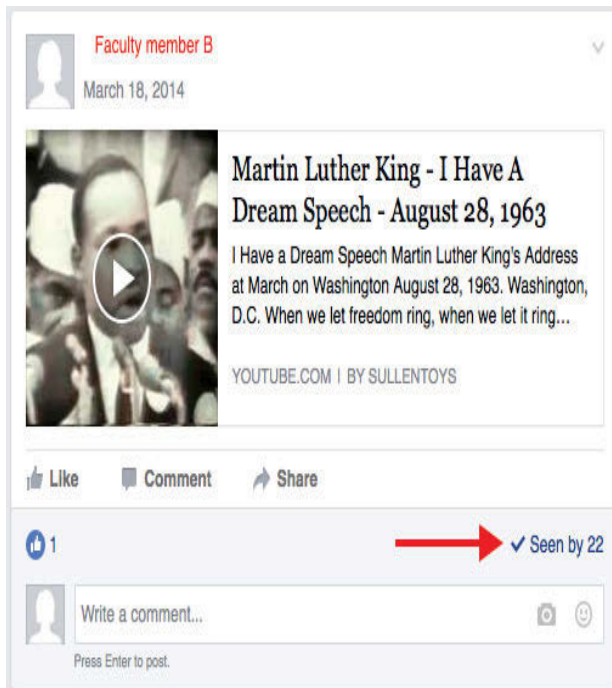 Faculty member B
March 18, 2014
Martin Luther King - I Have A
Dream Speech - August 28, 1963
I Have a Dream Speech Martin Luther King's Address
at March on Washington August 28, 1963. Washington,
D.C. When we let freedom ring, when we let it ring...
YOUTUBE.COM | BY SULLENTOYS
Like Comment Share
1 Seen by 22
Write a comment...
Press Enter to post.